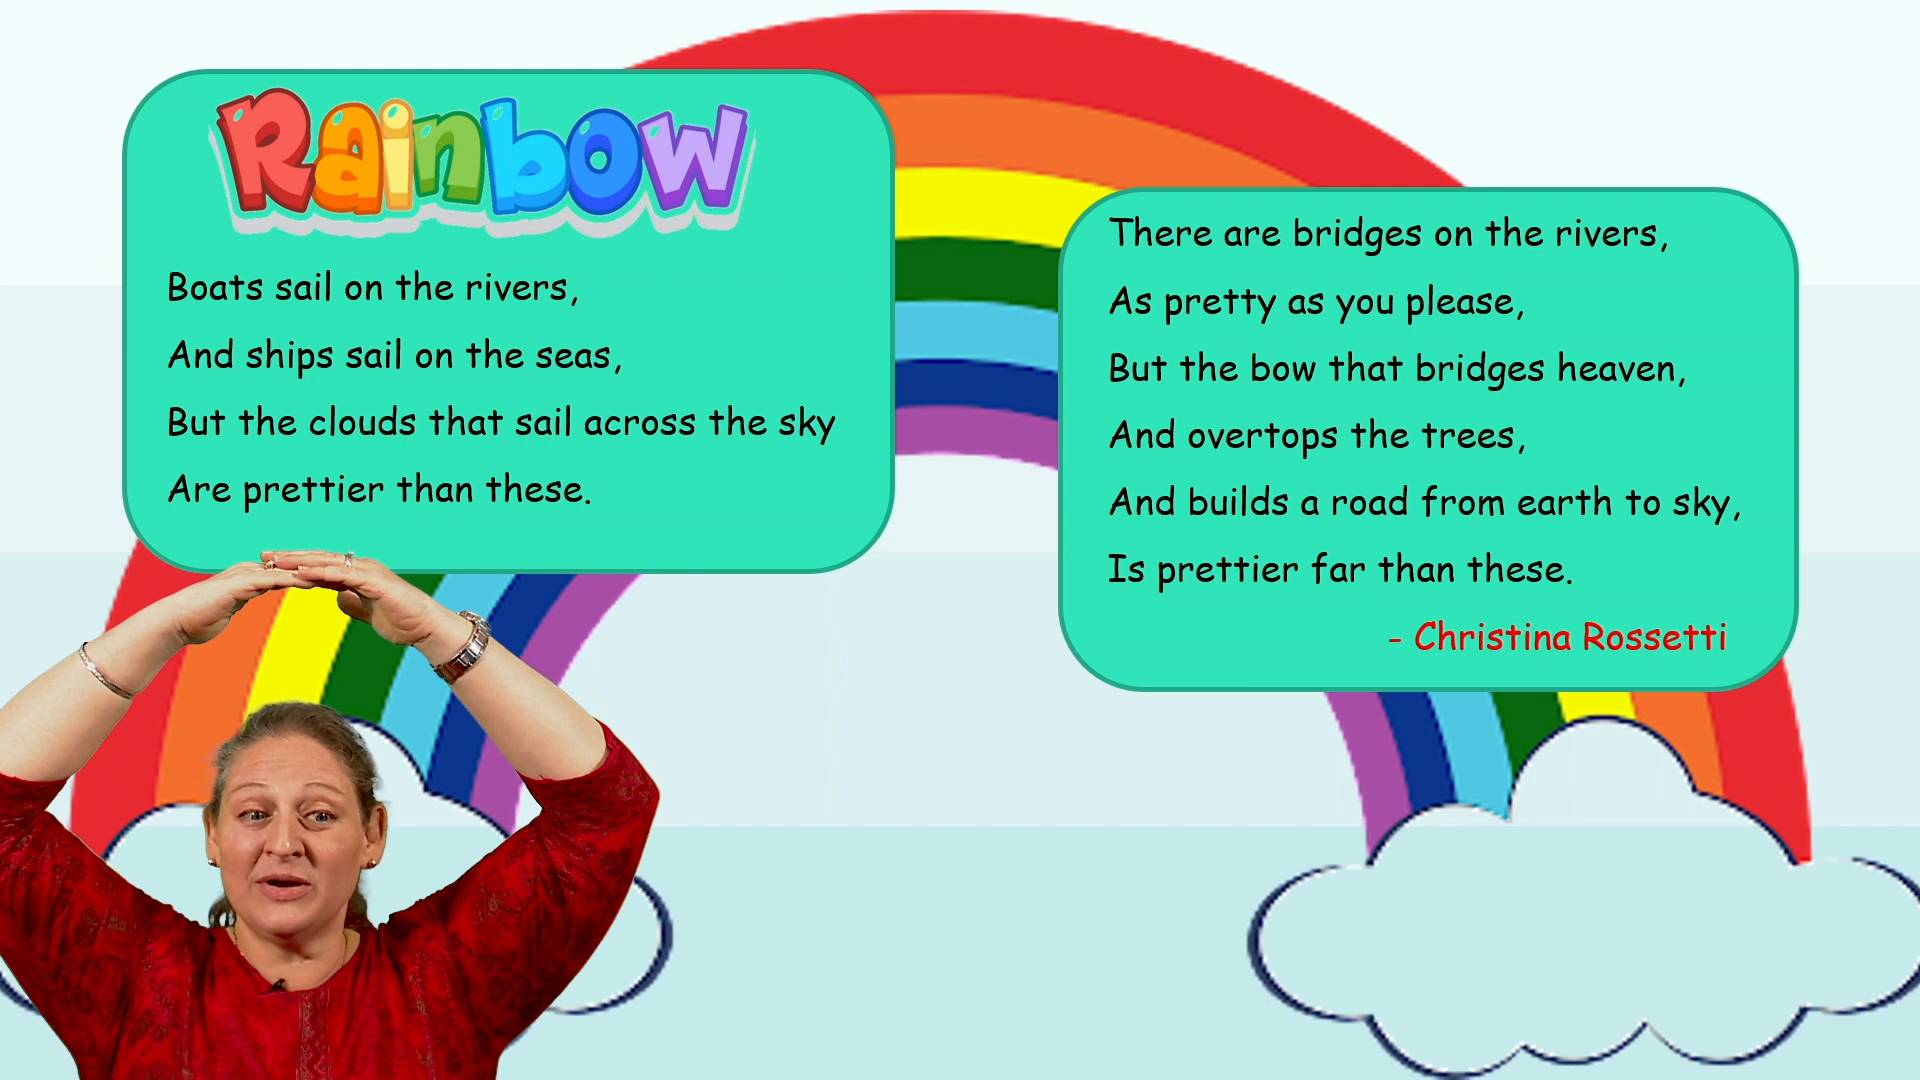 Rainbow
Boats sail on the rivers,
And ships sail on the seas,
But the clouds that sail across the sky
Are prettier than these.
There are bridges on the rivers,
As pretty as you please,
But the bow that bridges heaven,
And overtops the trees,
And builds a road from earth to sky,
Is prettier far than these.
- Christina Rossetti